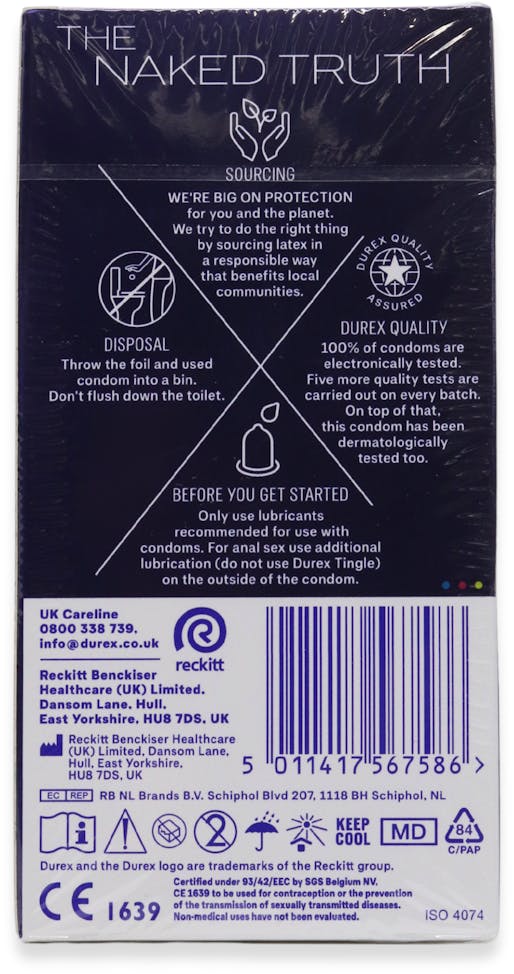 THE
NAKED TRUTH
SOURCING
WE'RE BIG ON PROTECTION
for you and the planet.
We try to do the right thing
by sourcing latex in
a responsible way
that benefits local
communities.
DUREX QUALITY
ASSURED
DISPOSAL
Throw the foil and used
condom into a bin.
Don't flush down the toilet.
DUREX QUALITY
100% of condoms are
electronically tested.
Five more quality tests are
carried out on every batch.
On top of that,
this condom has been
dermatologically
tested too.
BEFORE YOU GET STARTED
Only use lubricants
recommended for use with
condoms. For anal sex use additional
lubrication (do not use Durex Tingle)
on the outside of the condom.
UK Careline
0800 338 739.
info@durex.co.uk
reckitt
Reckitt Benckiser
Healthcare (UK) Limited.
Dansom Lane. Hull.
East Yorkshire. HU8 7DS. UK
Reckitt Benckiser Healthcare
(UK) Limited, Dansom Lane,
Hull, East Yorkshire.
HU8 7DS, UK
5 011417 567586 >
EC REP RB NL Brands B.V. Schiphol Blvd 207, 1118 BH Schiphol, NL
i
2
KEEP
COOL
MD
84
C/PAP
Durex and the Durex logo are trademarks of the Reckitt group.
CE 1639
Certified under 93/42/EEC by SGS Belgium NV.
CE 1639 to be used for contraception or the prevention
of the transmission of sexually transmitted diseases.
Non-medical uses have not been evaluated.
ISO 4074